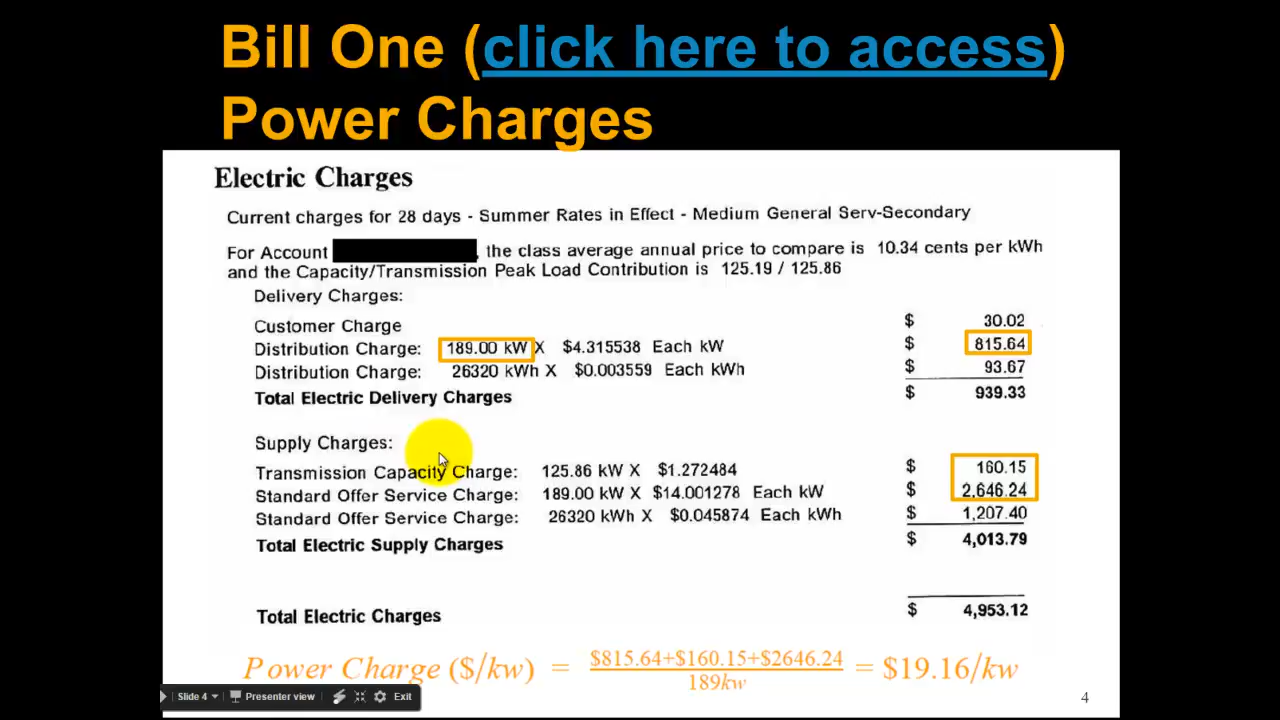 Bill One (click here to access)
Power Charges
Electric Charges
Current charges for 28 days - Summer Rates in Effect - Medium General Serv-Secondary
For Account , the class average annual price to compare is 10.34 cents per kWh
and the Capacity/Transmission Peak Load Contribution is 125.19 / 125.86
Delivery Charges:
Customer Charge $ 30.02
Distribution Charge: 189.00 kW X $4.315538 Each kW $ 815.64
Distribution Charge: 26320 kWh X $0.003559 Each kWh $ 93.67
Total Electric Delivery Charges $ 939.33
Supply Charges:
Transmission Capacity Charge: 125.86 kW X $1.272484 $ 160.15
Standard Offer Service Charge: 189.00 kW X $14.001278 Each kW $ 2,646.24
Standard Offer Service Charge: 26320 kWh X $0.045874 Each kWh $ 1,207.40
Total Electric Supply Charges $ 4,013.79
Total Electric Charges $ 4,953.12
Power Charge ($/kw) = $815.64+$160.15+$2646.24 / 189kw = $19.16/kw
Slide 4 Presenter view Exit
4